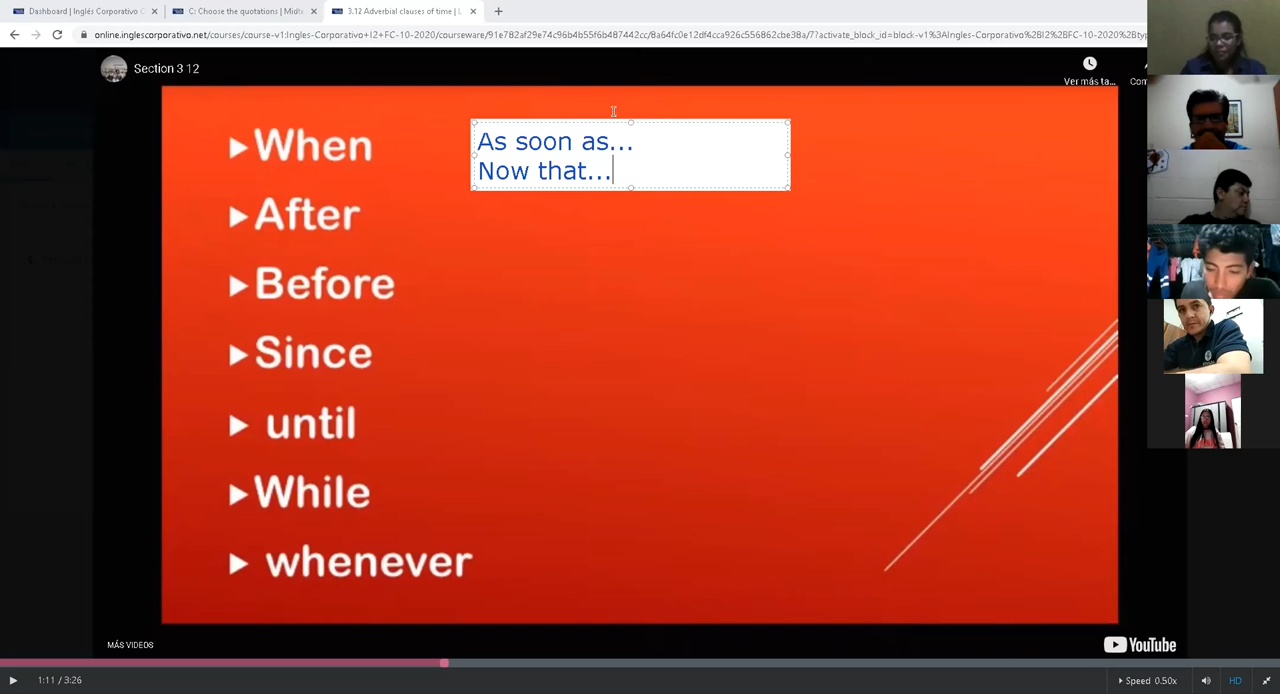 Dashboard | Inglés Corporativo
C: Choose the quotations | Midt
3.12 Adverbial clauses of time | L
online.inglescorporativo.net/courses/course-v1:Ingles-Corporativo+I2+FC-10-2020/courseware/91e782af29e74c96b4b55f6b487442cc/8a64fc0e12df4cca926c556862cbe38a/7?activate_block_id=block-v1%3AIngles-Corporativo%2BI2%2BFC-10-2020%2Btyp
Section 3 12
Ver más ta...
When
As soon as...
Now that...
After
Before
Since
until
While
whenever
MÁS VIDEOS
YouTube
1:11 / 3:26
Speed 0.50x
HD